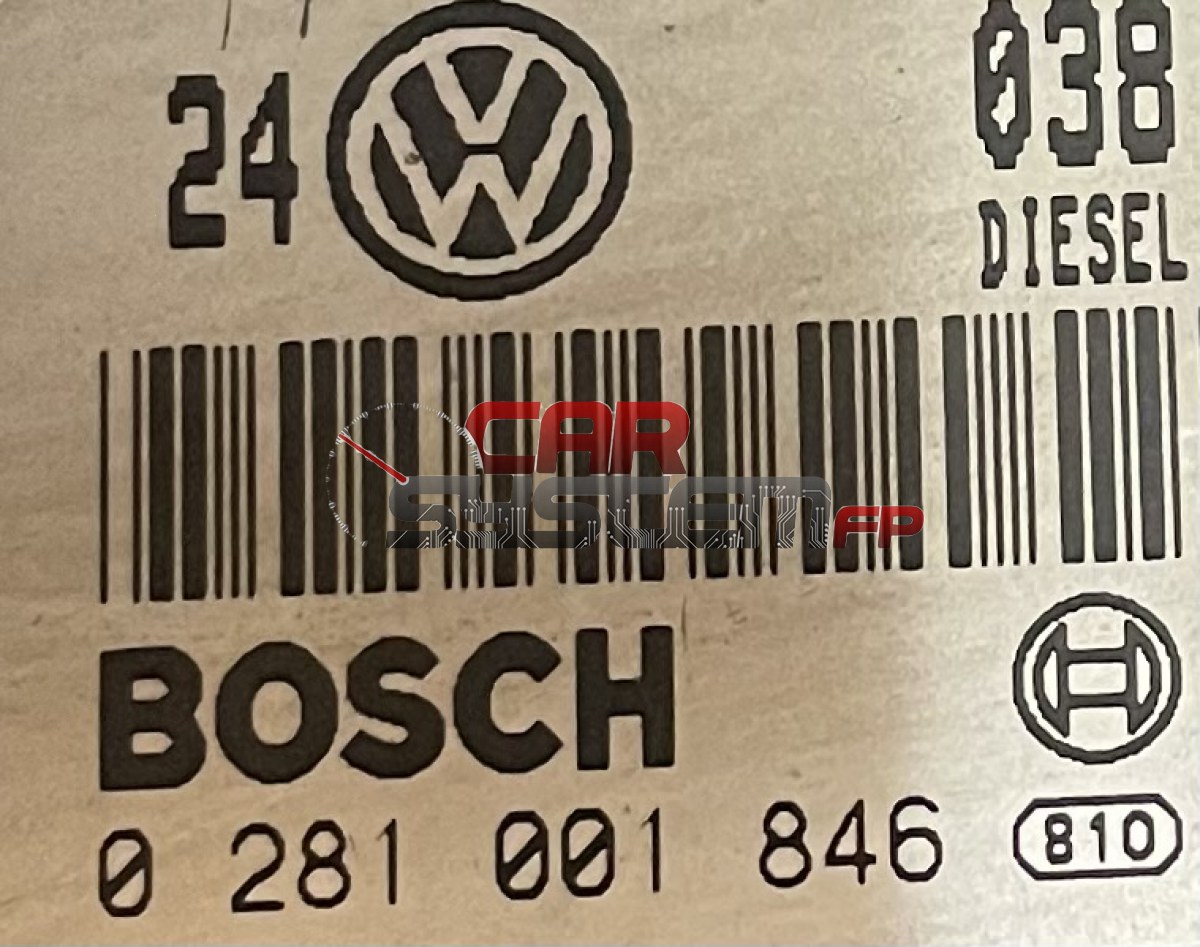 24 038
DIESEL
CAR
SYSTEM FP
BOSCH
0 281 001 846 810